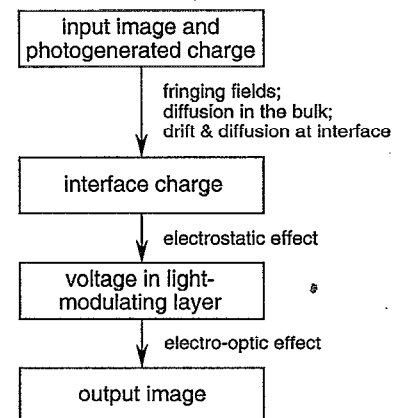 input image and
photogenerated charge
fringing fields;
diffusion in the bulk;
drift & diffusion at interface
interface charge
electrostatic effect
voltage in light-
modulating layer
electro-optic effect
output image